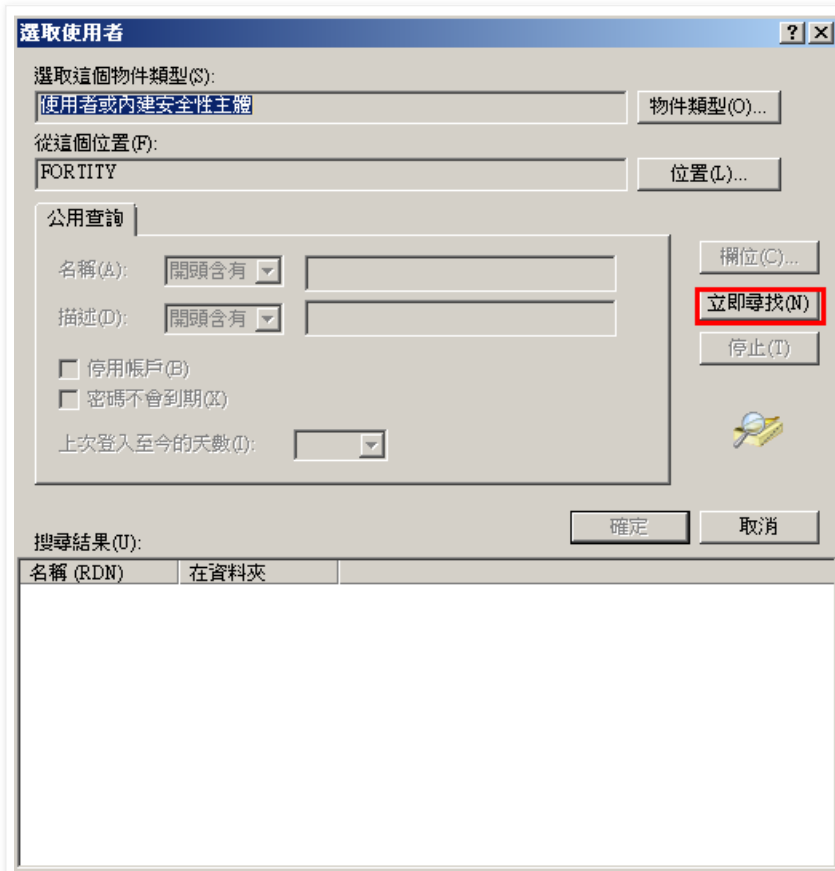 選取使用者
選取這個物件類型(S):
使用者或內建安全性主體
物件類型(O)...
從這個位置(F):
FORTITY
位置(L)...
公用查詢
名稱(A):
開頭含有
欄位(C)...
描述(D):
開頭含有
立即尋找(N)
停止(T)
停用帳戶(B)
密碼不會到期(X)
上次登入至今的天數(I):
確定
取消
搜尋結果(U):
名稱 (RDN)
在資料夾